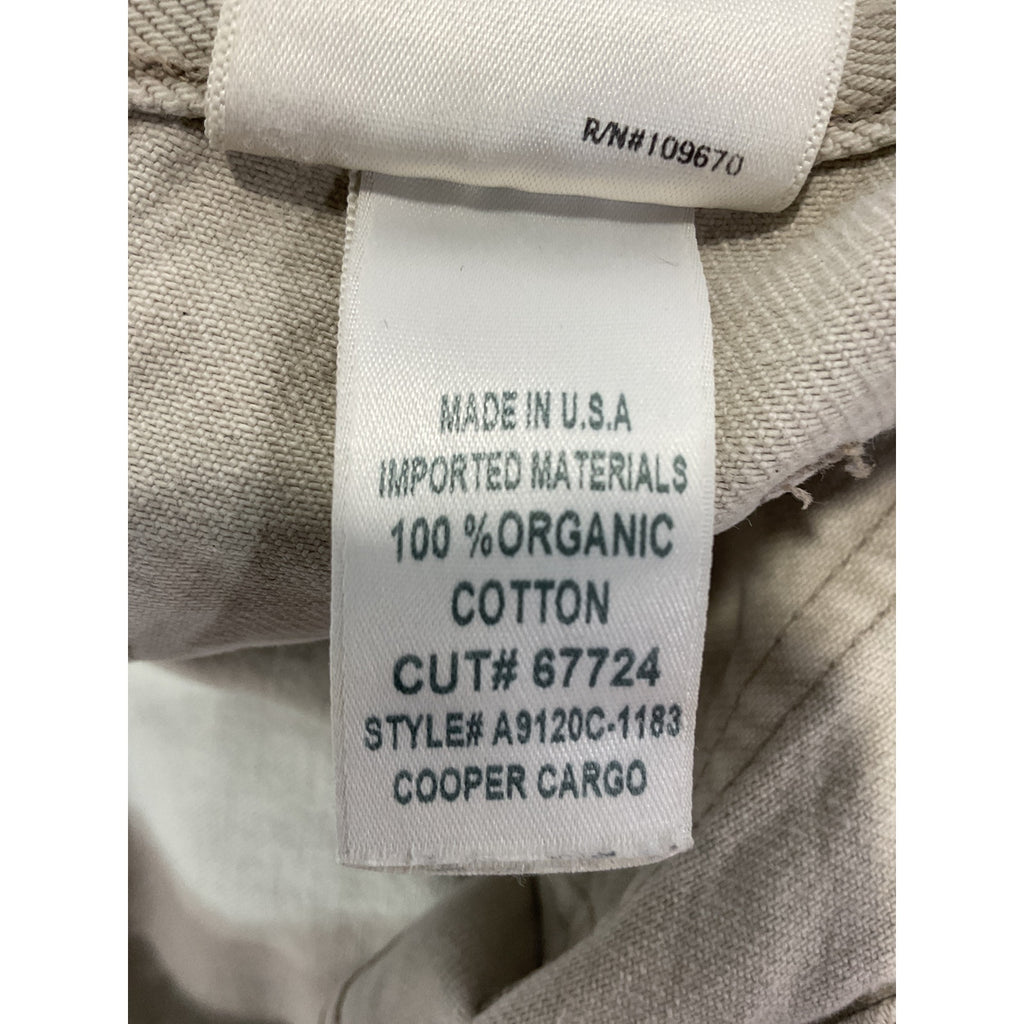 R/N#109670
MADE IN U.S.A
IMPORTED MATERIALS
100 %ORGANIC
COTTON
CUT# 67724
STYLE# A9120C-1183
COOPER CARGO